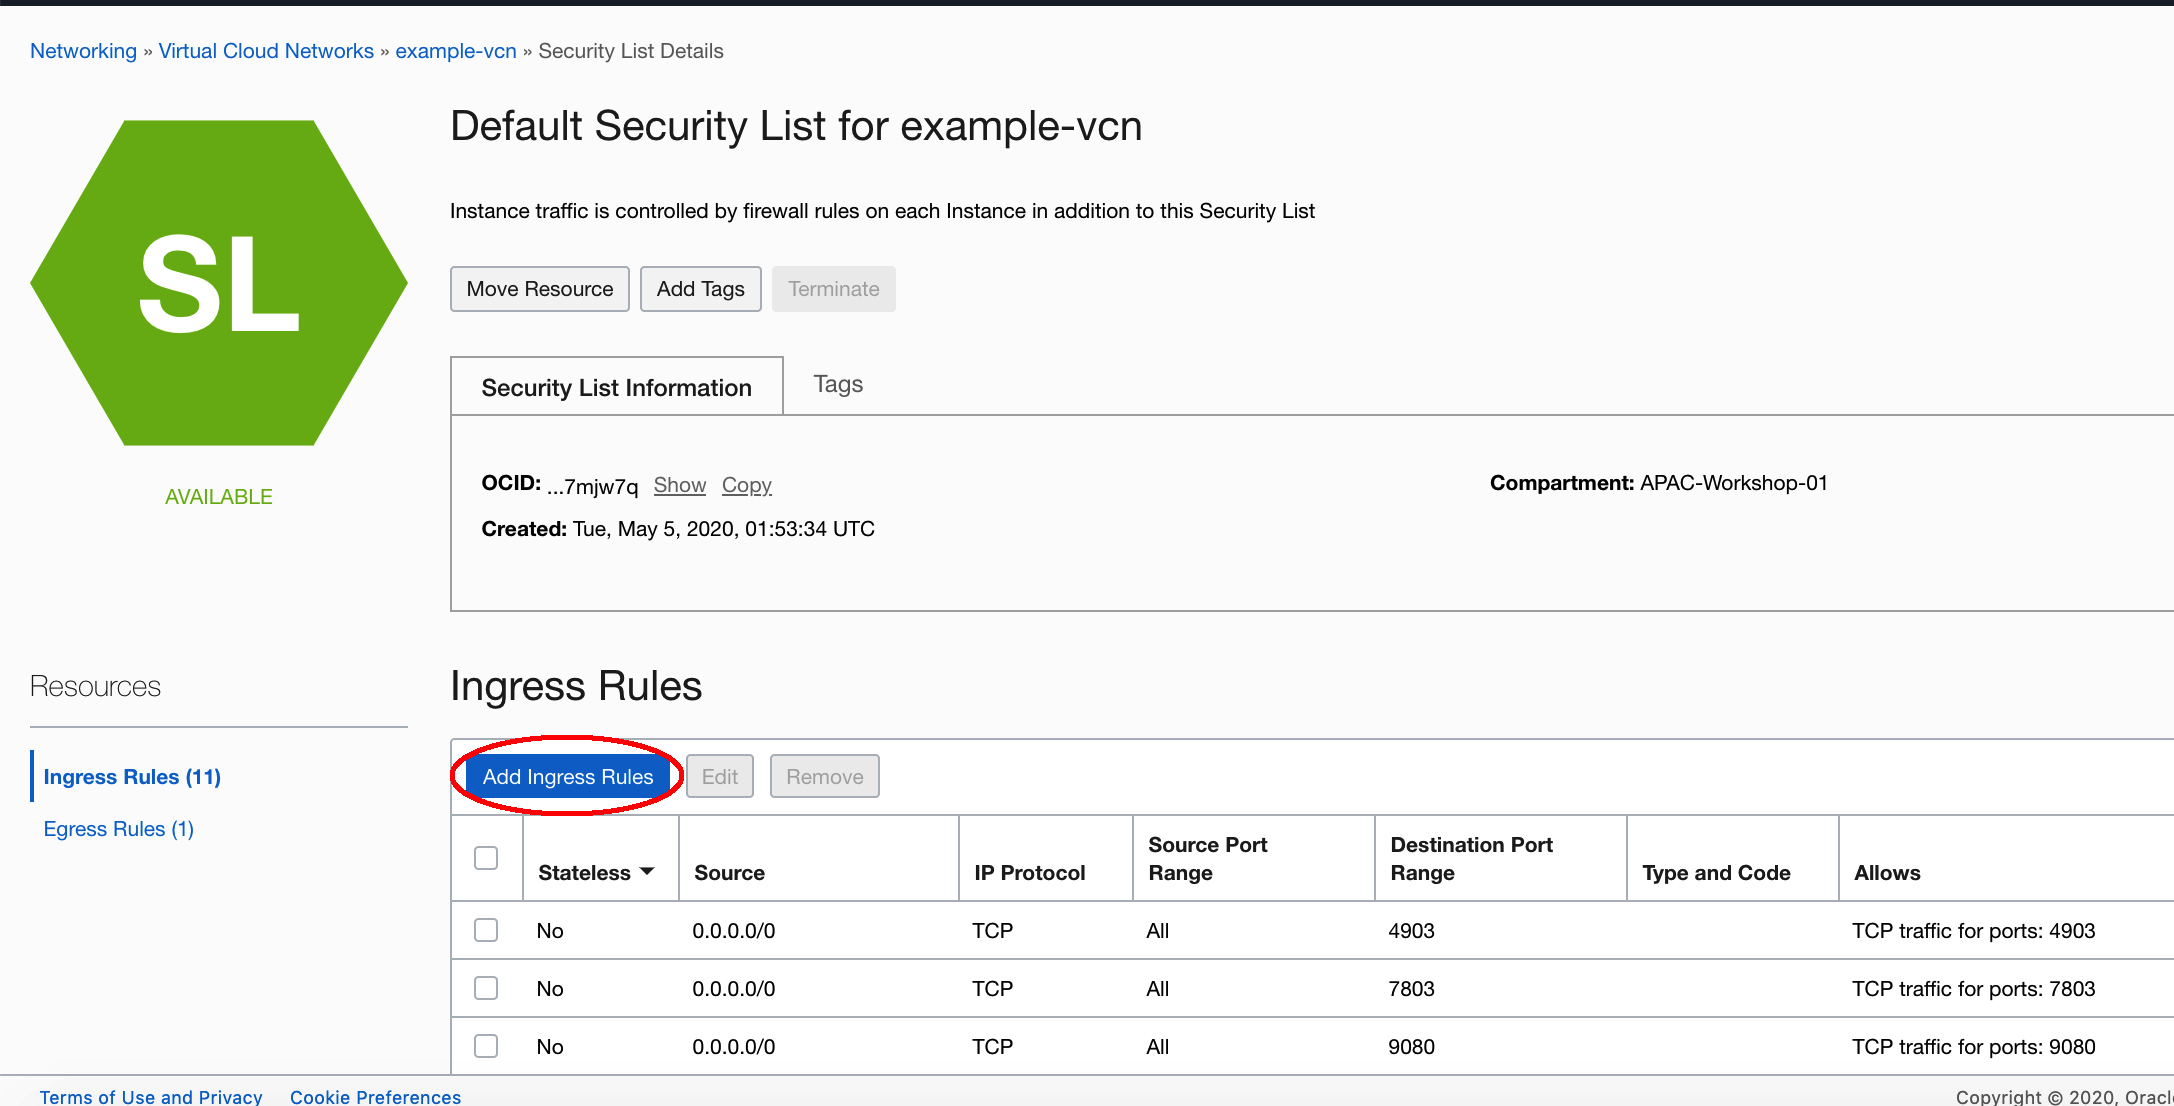 Networking » Virtual Cloud Networks » example-vcn » Security List Details
SL
AVAILABLE
Default Security List for example-vcn
Instance traffic is controlled by firewall rules on each Instance in addition to this Security List
Move Resource Add Tags Terminate
Security List Information Tags
OCID: ...7mjw7q Show Copy Compartment: APAC-Workshop-01
Created: Tue, May 5, 2020, 01:53:34 UTC
Resources
Ingress Rules (11)
Egress Rules (1)
Ingress Rules
Add Ingress Rules Edit Remove
Stateless Source IP Protocol Source Port Range Destination Port Range Type and Code Allows
No 0.0.0.0/0 TCP All 4903 TCP traffic for ports: 4903
No 0.0.0.0/0 TCP All 7803 TCP traffic for ports: 7803
No 0.0.0.0/0 TCP All 9080 TCP traffic for ports: 9080
Terms of Use and Privacy Cookie Preferences Copyright © 2020,